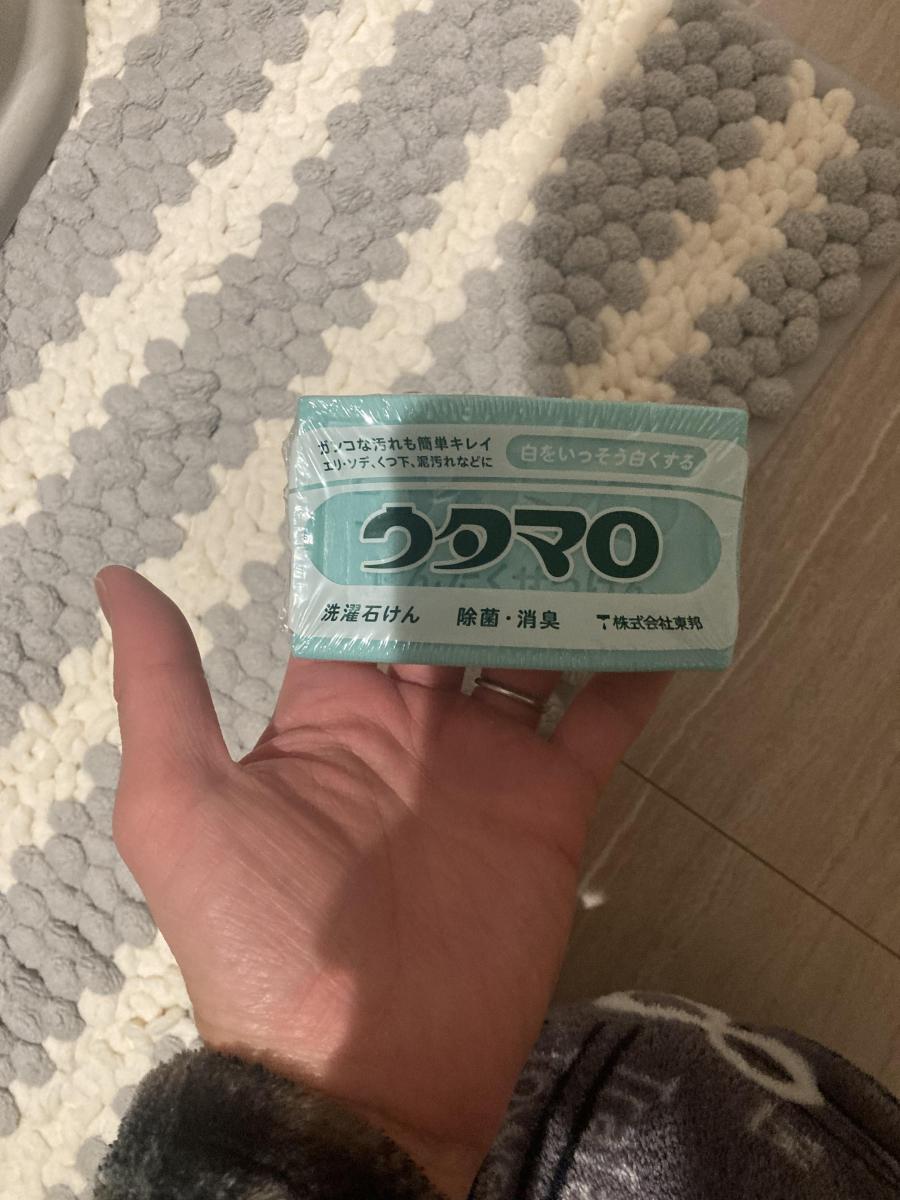 ガンコな汚れも簡単キレイ
エリ・ソデ、くつ下、泥汚れなどに
白をいっそう白くする
ウタマロ
洗濯石けん 除菌・消臭 株式会社東邦